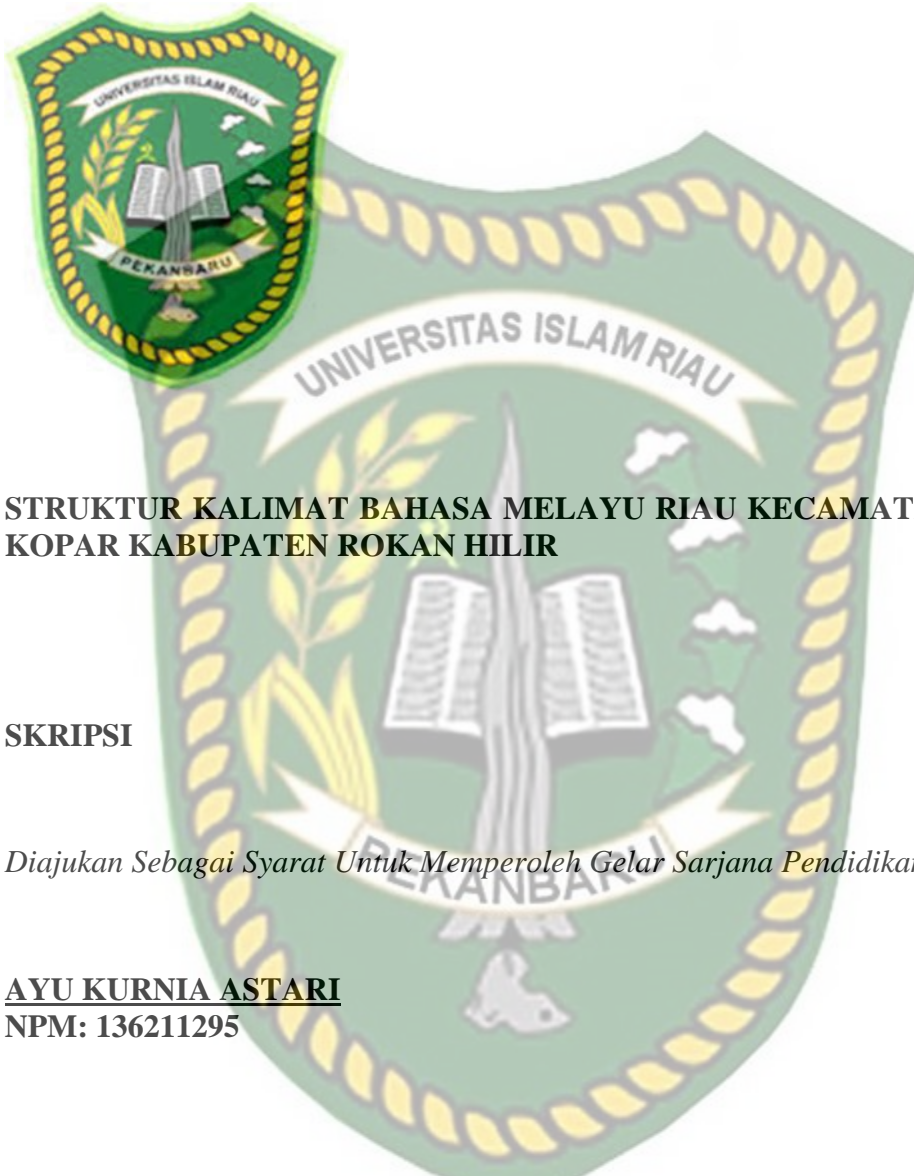 UNIVERSITAS ISLAM RIAU
PEKANBARU
UNIVERSITAS ISLAM RIAU
STRUKTUR KALIMAT BAHASA MELAYU RIAU KECAMAT
KOPAR KABUPATEN ROKAN HILIR
SKRIPSI
Diajukan Sebagai Syarat Untuk Memperoleh Gelar Sarjana Pendidikan
PEKANBARU
AYU KURNIA ASTARI
NPM: 136211295